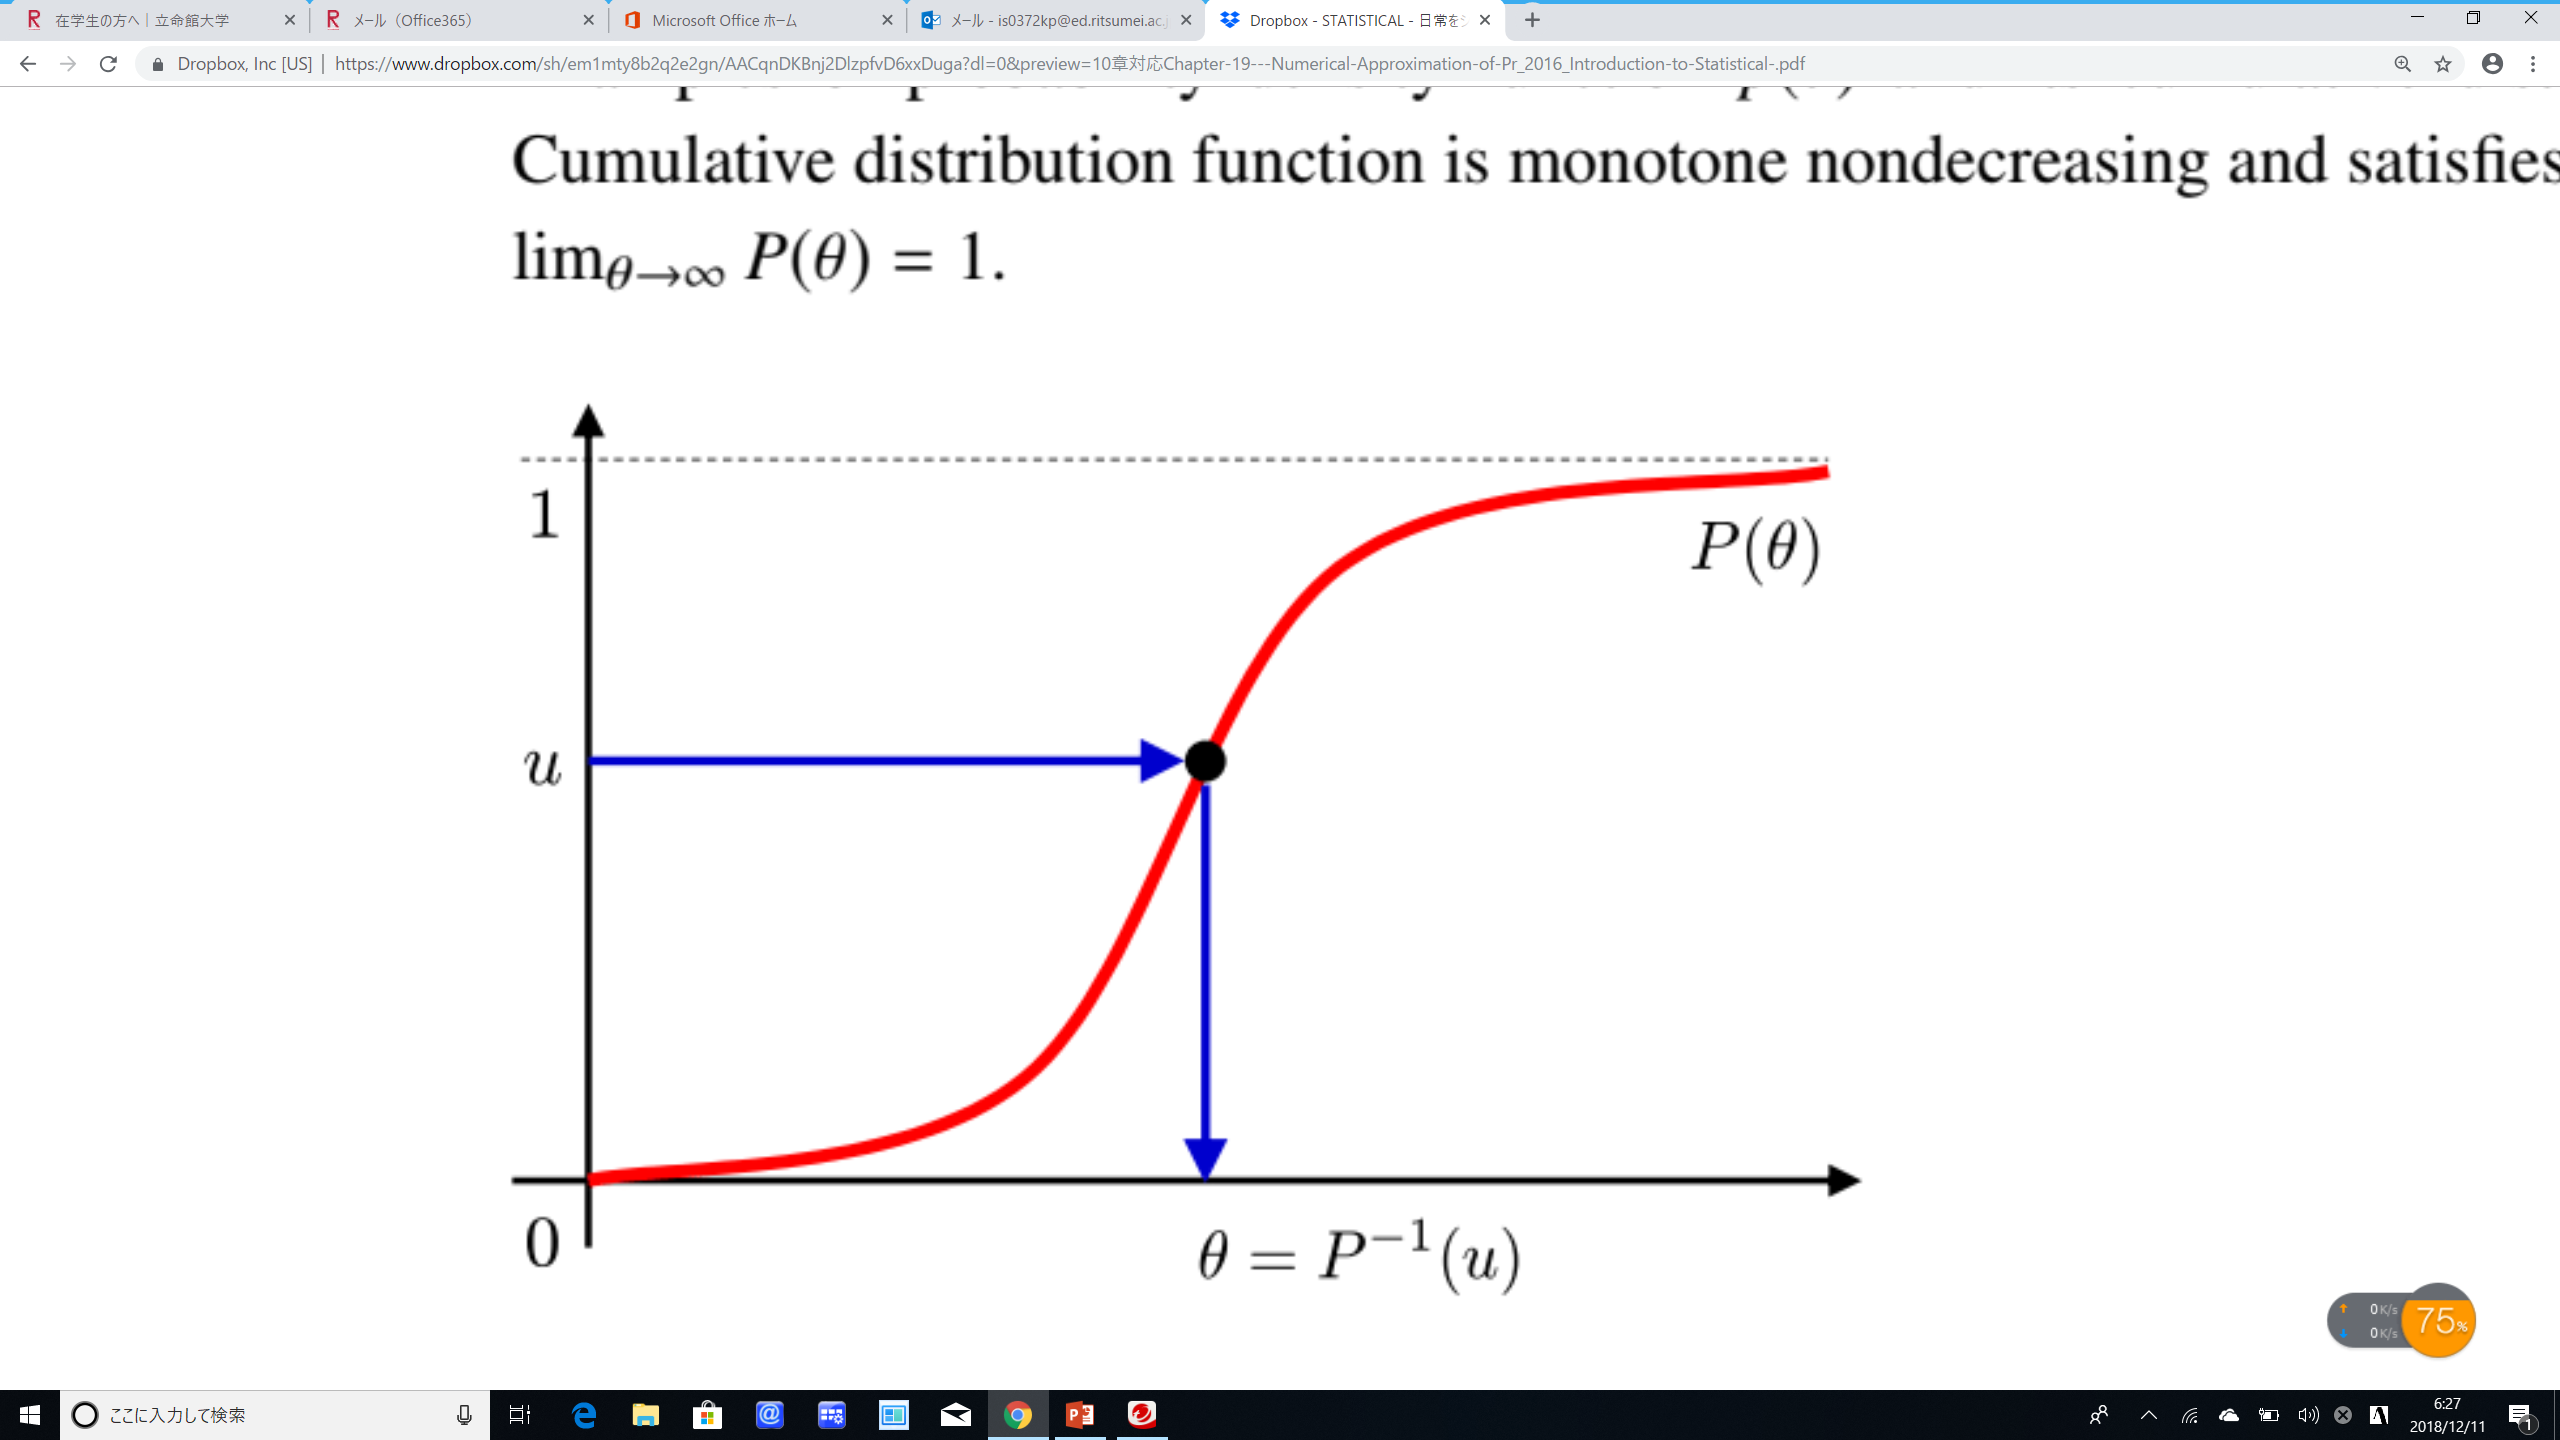 在学生の方へ | 立命館大学
メール（Office365）
Microsoft Office ホーム
メール - is0372kp@ed.ritsumei.ac.j
Dropbox - STATISTICAL - 日常をシ
Dropbox, Inc [US] | https://www.dropbox.com/sh/em1mty8b2q2e2gn/AACqnDKBnj2DlzpfvD6xxDuga?dl=0&preview=10章対応Chapter-19---Numerical-Approximation-of-Pr_2016_Introduction-to-Statistical-.pdf
Cumulative distribution function is monotone nondecreasing and satisfies
lim_{θ→∞} P(θ) = 1.
1
P(θ)
u
0
θ = P^{-1}(u)
0K/s
0K/s
75%
ここに入力して検索
6:27
2018/12/11
1